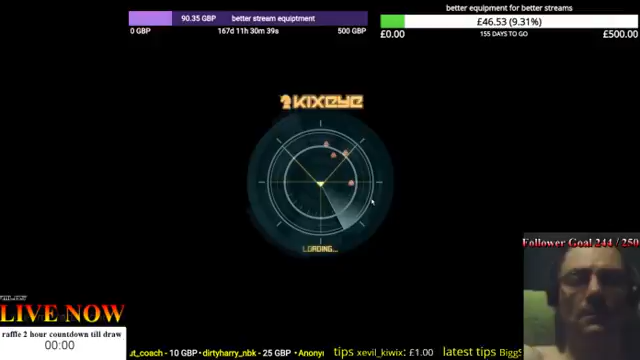 better equipment for better streams
90.35 GBP better stream equiptment
£46.53 (9.31%)
0 GBP 167d 11h 30m 39s 500 GBP
£0.00 155 DAYS TO GO £500.00
KIXEYE
LOADING...
Follower Goal 244 / 250
LIVE NOW
raffle 2 hour countdown till draw
00:00
ut_coach - 10 GBP • dirtyharry_nbk - 25 GBP • Anonyı tips xevil_kiwix: £1.00 latest tips Biggs